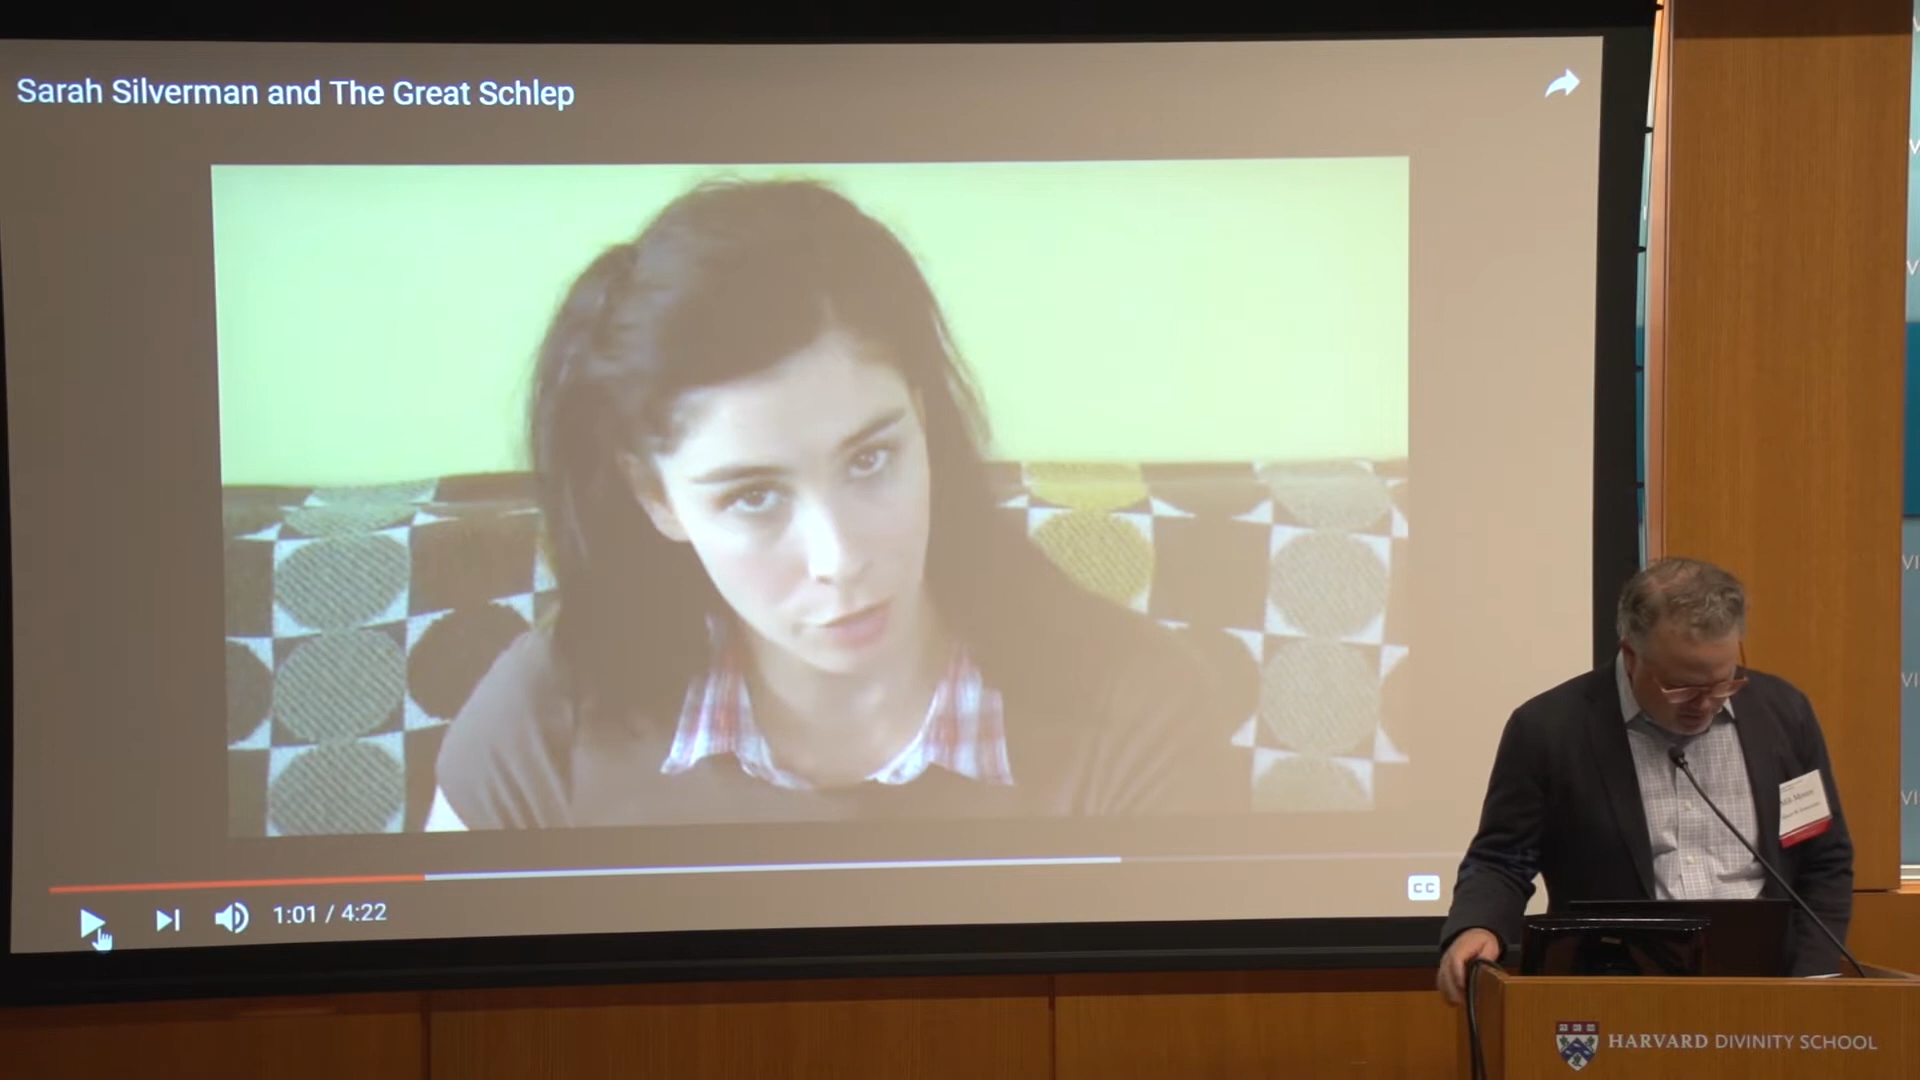 Sarah Silverman and The Great Schlep
1:01 / 4:22
CC
HARVARD DIVINITY SCHOOL